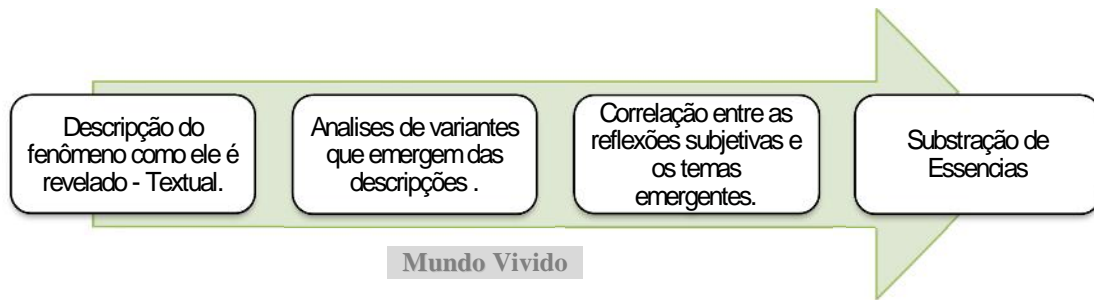 Descripção do
fenômeno como ele é
revelado - Textual.
Analises de variantes
que emergem das
descripções .
Correlação entre as
reflexões subjetivas e
os temas
emergentes.
Substração de
Essencias
Mundo Vivido